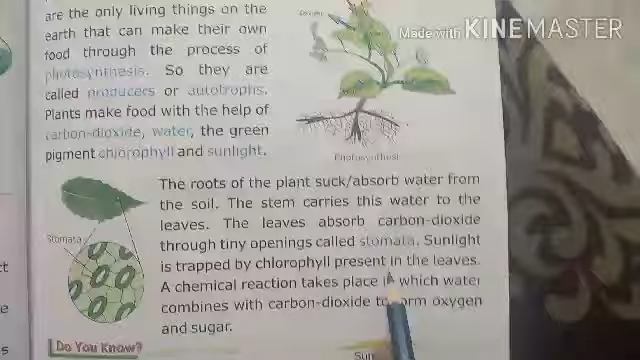 are the only living things on the
earth that can make their own
food through the process of
photosynthesis. So they are
called producers or autotrophs.
Plants make food with the help of
carbon-dioxide, water, the green
pigment chlorophyll and sunlight.
Made with KINEMASTER
Photosynthesi
The roots of the plant suck/absorb water from
the soil. The stem carries this water to the
leaves. The leaves absorb carbon-dioxide
through tiny openings called stomata. Sunlight
is trapped by chlorophyll present in the leaves.
A chemical reaction takes place i which water
combines with carbon-dioxide to orm oxygen
and sugar.
Stomata
Do You Know?
Sun
ct
e
s